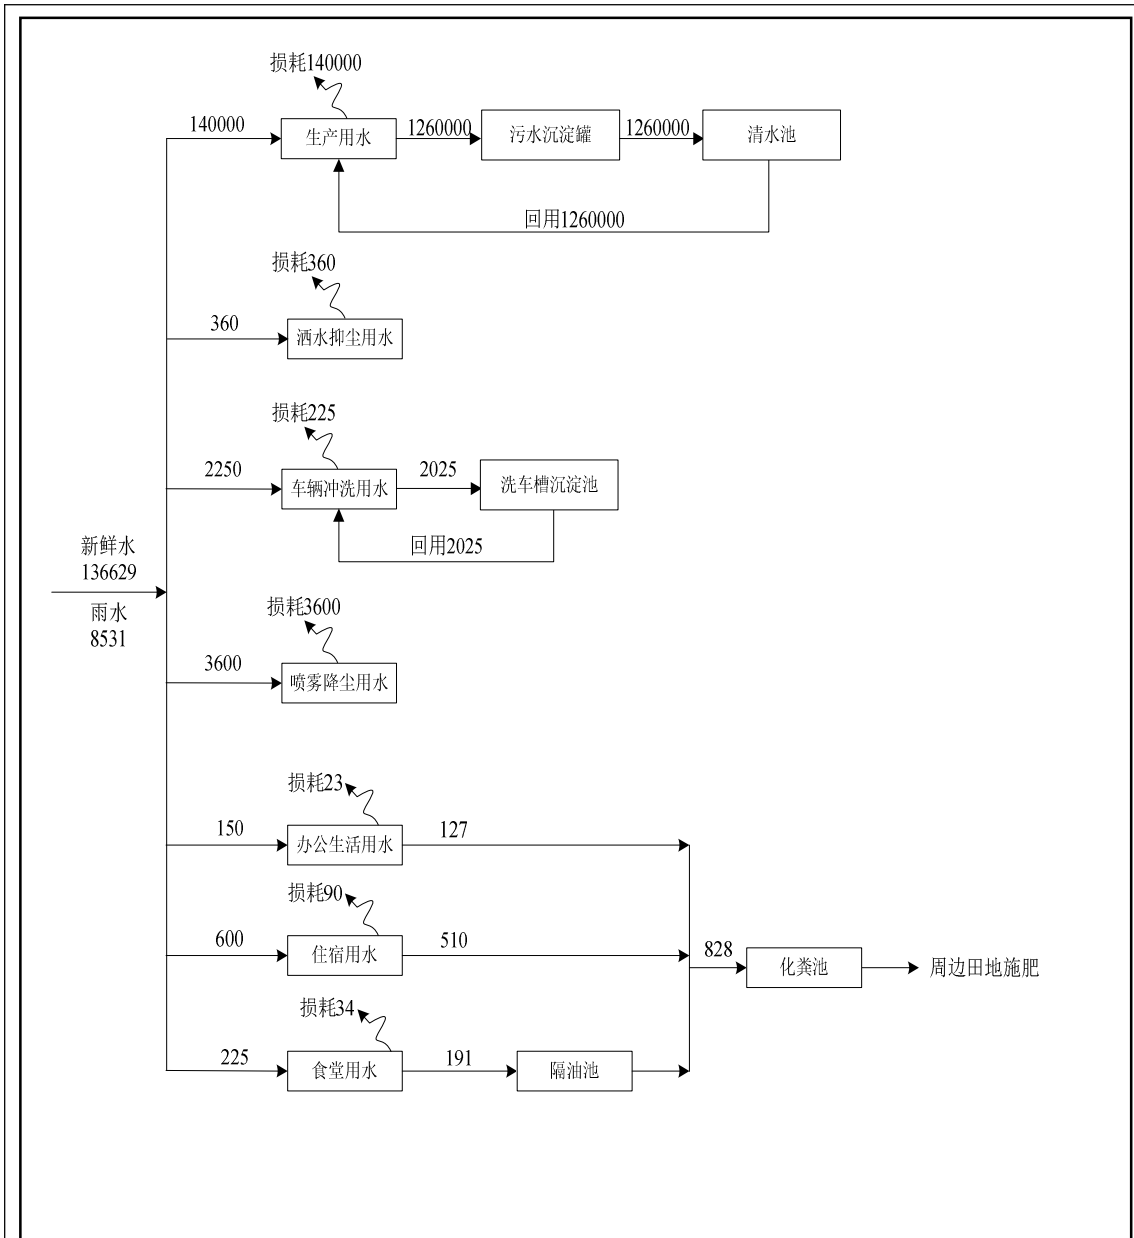 损耗140000
140000
生产用水
1260000
污水沉淀罐
1260000
清水池
回用1260000
损耗360
360
洒水抑尘用水
损耗225
2250
车辆冲洗用水
2025
洗车槽沉淀池
回用2025
新鲜水
136629
雨水
8531
损耗3600
3600
喷雾降尘用水
损耗23
150
办公生活用水
127
损耗90
600
住宿用水
510
828
化粪池
周边田地施肥
损耗34
225
食堂用水
191
隔油池